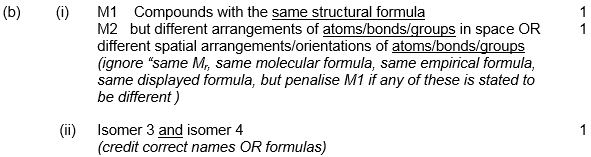 (b) (i) M1 Compounds with the same structural formula 1
M2 but different arrangements of atoms/bonds/groups in space OR 1
different spatial arrangements/orientations of atoms/bonds/groups
(ignore “same Mr, same molecular formula, same empirical formula,
same displayed formula, but penalise M1 if any of these is stated to
be different )
(ii) Isomer 3 and isomer 4 1
(credit correct names OR formulas)